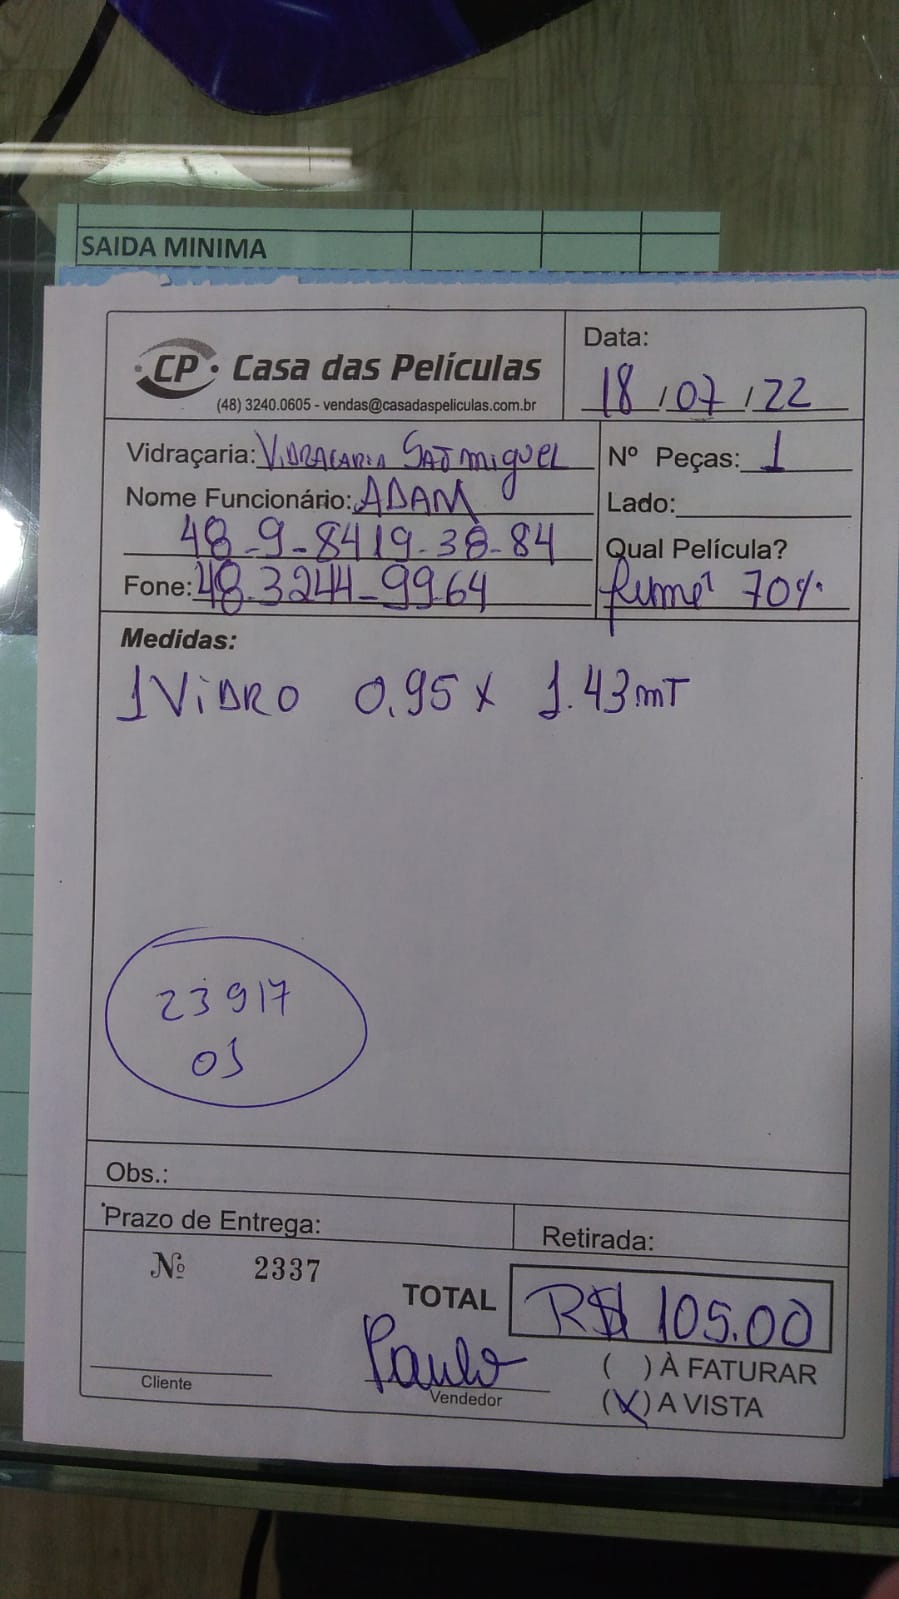 SAIDA MINIMA
CP Casa das Películas
(48) 3240.0605 - vendas@casadaspeliculas.com.br
Data:
18/07/22
Vidraçaria: VIDRAÇARIA SAO MIGUEL
Nº Peças: 1
Nome Funcionário: ADAM
Lado:
48-9-8419-38-84
Qual Película?
Fone: 48.3244-9964
fumê 70%
Medidas:
1 ViDRO 0.95 x 1.43 mT
23917
OS
Obs.:
Prazo de Entrega:
Retirada:
Nº 2337
TOTAL R$ 105.00
Paulo
( ) À FATURAR
Cliente
Vendedor
(X) A VISTA